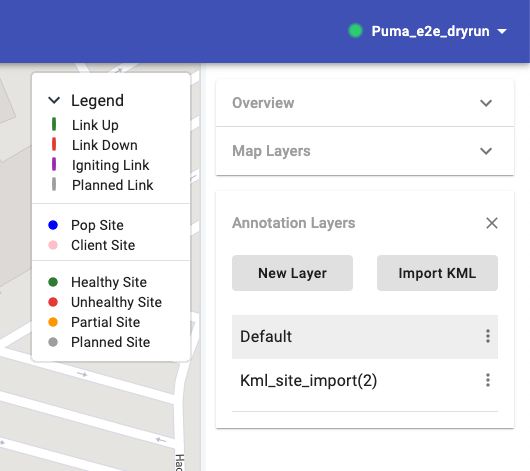 Puma_e2e_dryrun
Legend
Link Up
Link Down
Igniting Link
Planned Link
Pop Site
Client Site
Healthy Site
Unhealthy Site
Partial Site
Planned Site
Overview
Map Layers
Annotation Layers
New Layer
Import KML
Default
Kml_site_import(2)